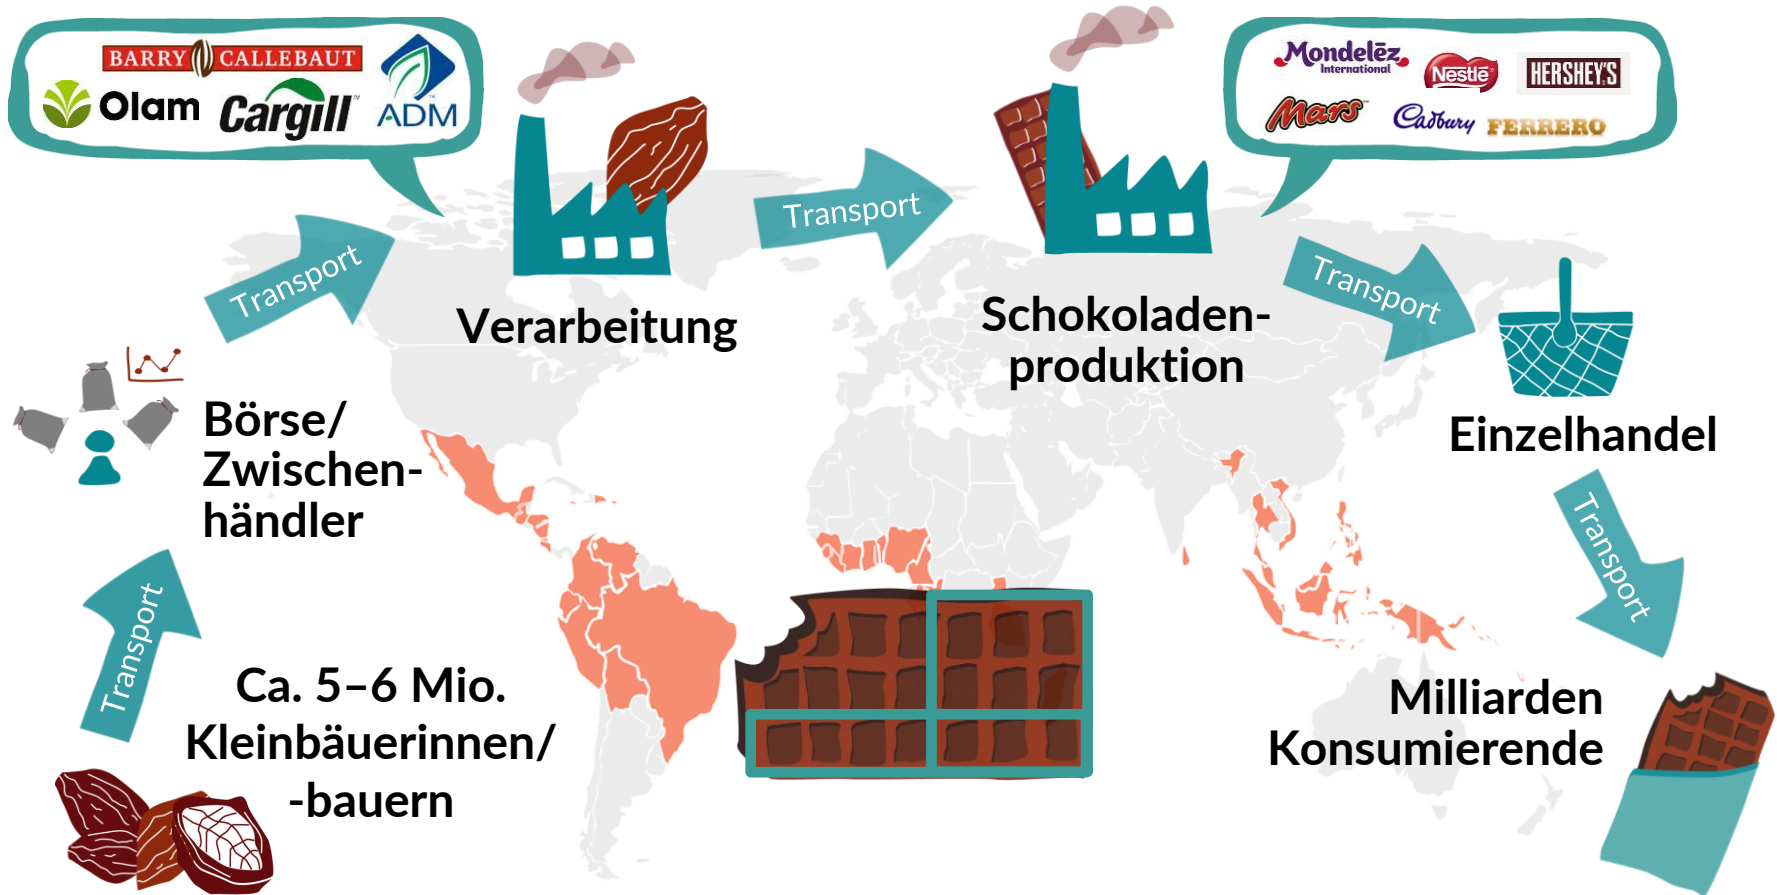 BARRY CALLEBAUT
Olam
Cargill
ADM
Mondelēz
International
Nestlé
HERSHEY'S
Mars
Cadbury
FERRERO
Ca. 5–6 Mio.
Kleinbäuerinnen/
-bauern
Transport
Börse/
Zwischen-
händler
Transport
Verarbeitung
Transport
Schokoladen-
produktion
Transport
Einzelhandel
Transport
Milliarden
Konsumierende